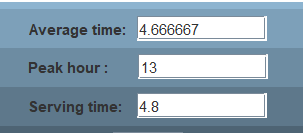 Average time: 4.666667
Peak hour : 13
Serving time: 4.8